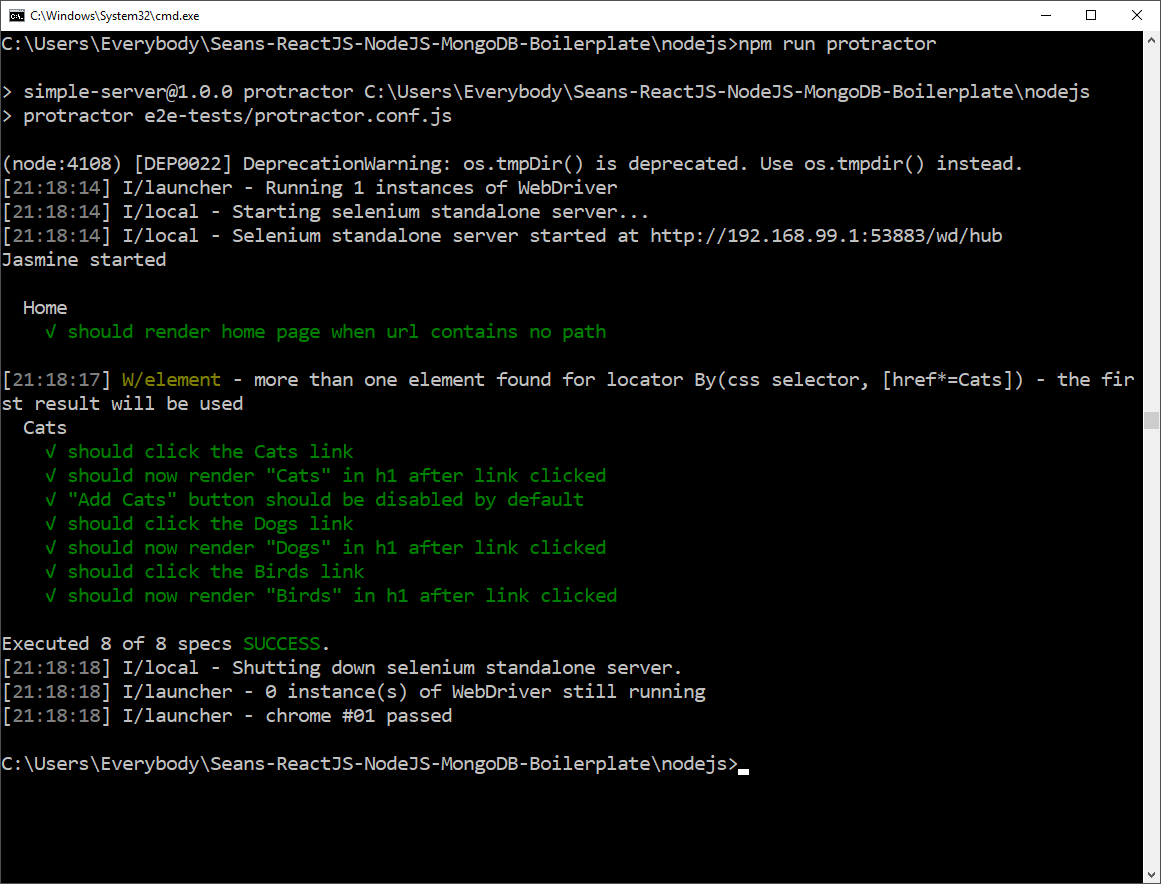 C:\Windows\System32\cmd.exe
C:\Users\Everybody\Seans-ReactJS-NodeJS-MongoDB-Boilerplate\nodejs>npm run protractor
> simple-server@1.0.0 protractor C:\Users\Everybody\Seans-ReactJS-NodeJS-MongoDB-Boilerplate\nodejs
> protractor e2e-tests/protractor.conf.js
(node:4108) [DEP0022] DeprecationWarning: os.tmpDir() is deprecated. Use os.tmpdir() instead.
[21:18:14] I/launcher - Running 1 instances of WebDriver
[21:18:14] I/local - Starting selenium standalone server...
[21:18:14] I/local - Selenium standalone server started at http://192.168.99.1:53883/wd/hub
Jasmine started
Home
√ should render home page when url contains no path
[21:18:17] W/element - more than one element found for locator By(css selector, [href*=Cats]) - the fir
st result will be used
Cats
√ should click the Cats link
√ should now render "Cats" in h1 after link clicked
√ "Add Cats" button should be disabled by default
√ should click the Dogs link
√ should now render "Dogs" in h1 after link clicked
√ should click the Birds link
√ should now render "Birds" in h1 after link clicked
Executed 8 of 8 specs SUCCESS.
[21:18:18] I/local - Shutting down selenium standalone server.
[21:18:18] I/launcher - 0 instance(s) of WebDriver still running
[21:18:18] I/launcher - chrome #01 passed
C:\Users\Everybody\Seans-ReactJS-NodeJS-MongoDB-Boilerplate\nodejs>